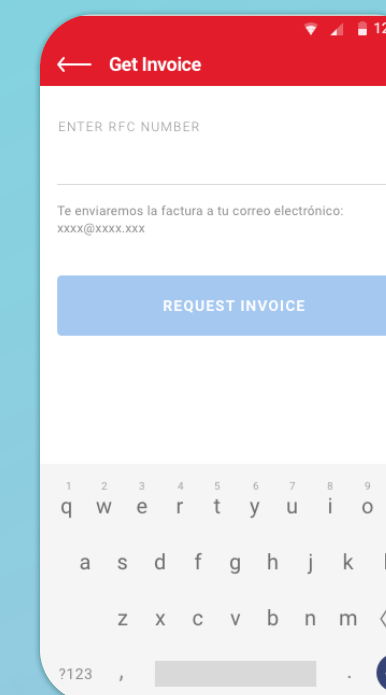 12
Get Invoice
ENTER RFC NUMBER
Te enviaremos la factura a tu correo electrónico:
xxxx@xxxx.xxx
REQUEST INVOICE
1 2 3 4 5 6 7 8 9
q w e r t y u i o
a s d f g h j k
z x c v b n m
?123 , .